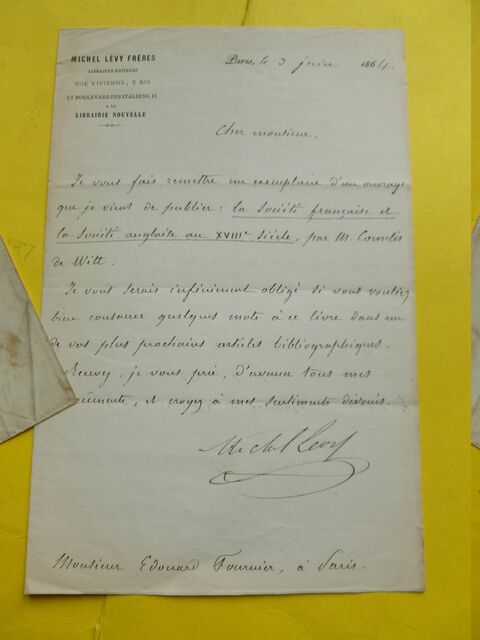 MICHEL LÉVY FRÈRES
LIBRAIRES ÉDITEURS
RUE VIVIENNE, 2 BIS
ET BOULEVARD DES ITALIENS, 15
A LA
LIBRAIRIE NOUVELLE
Paris, le 3 juin 1864.
Cher monsieur,
Je vous fais remettre un exemplaire d'un ouvrage
que je viens de publier : la Société française et
la Société anglaise au XVIIIe Siècle, par M. Cornélis
de Witt.
Je vous serais infiniment obligé si vous vouliez
bien consacrer quelques mots à ce livre dans un
de vos plus prochains articles bibliographiques.
Recevez, je vous prie, d'avance tous mes
et croyez à mes sentiments dévoués.
Michel Lévy
Monsieur Edouard Fournier, à Paris.